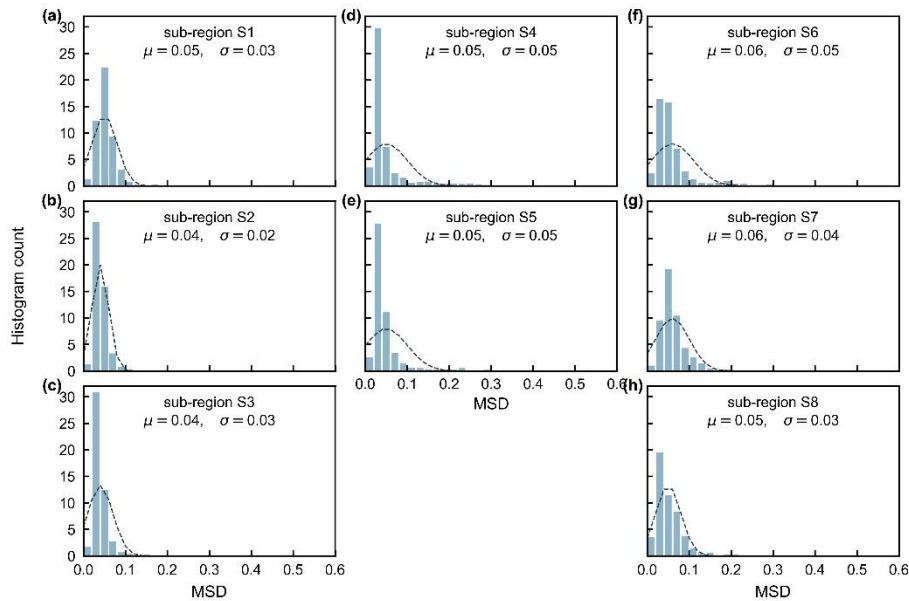 (a)
sub-region S1
μ = 0.05, σ = 0.03
30
25
20
15
10
5
0
(d)
sub-region S4
μ = 0.05, σ = 0.05
(f)
sub-region S6
μ = 0.06, σ = 0.05
(b)
sub-region S2
μ = 0.04, σ = 0.02
30
25
20
15
10
5
0
Histogram count
(e)
sub-region S5
μ = 0.05, σ = 0.05
0.0 0.1 0.2 0.3 0.4 0.5 0.6
MSD
(g)
sub-region S7
μ = 0.06, σ = 0.04
(c)
sub-region S3
μ = 0.04, σ = 0.03
30
25
20
15
10
5
0
0.0 0.1 0.2 0.3 0.4 0.5 0.6
MSD
(h)
sub-region S8
μ = 0.05, σ = 0.03
0.0 0.1 0.2 0.3 0.4 0.5 0.6
MSD